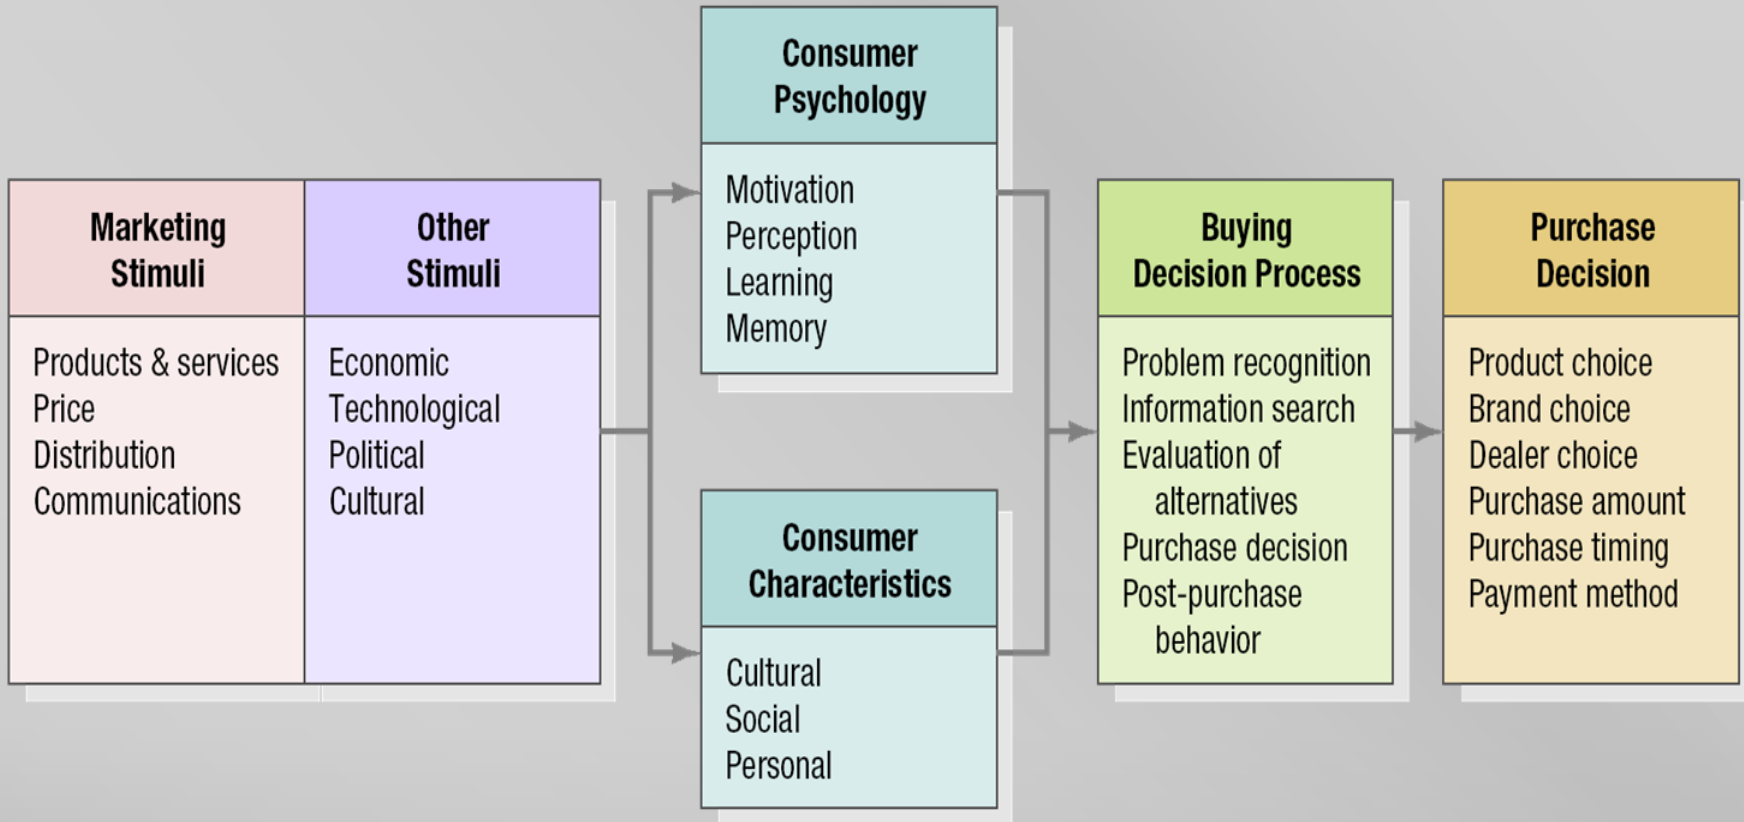 Marketing
Stimuli
Products & services
Price
Distribution
Communications
Other
Stimuli
Economic
Technological
Political
Cultural
Consumer
Psychology
Motivation
Perception
Learning
Memory
Consumer
Characteristics
Cultural
Social
Personal
Buying
Decision Process
Problem recognition
Information search
Evaluation of
alternatives
Purchase decision
Post-purchase
behavior
Purchase
Decision
Product choice
Brand choice
Dealer choice
Purchase amount
Purchase timing
Payment method